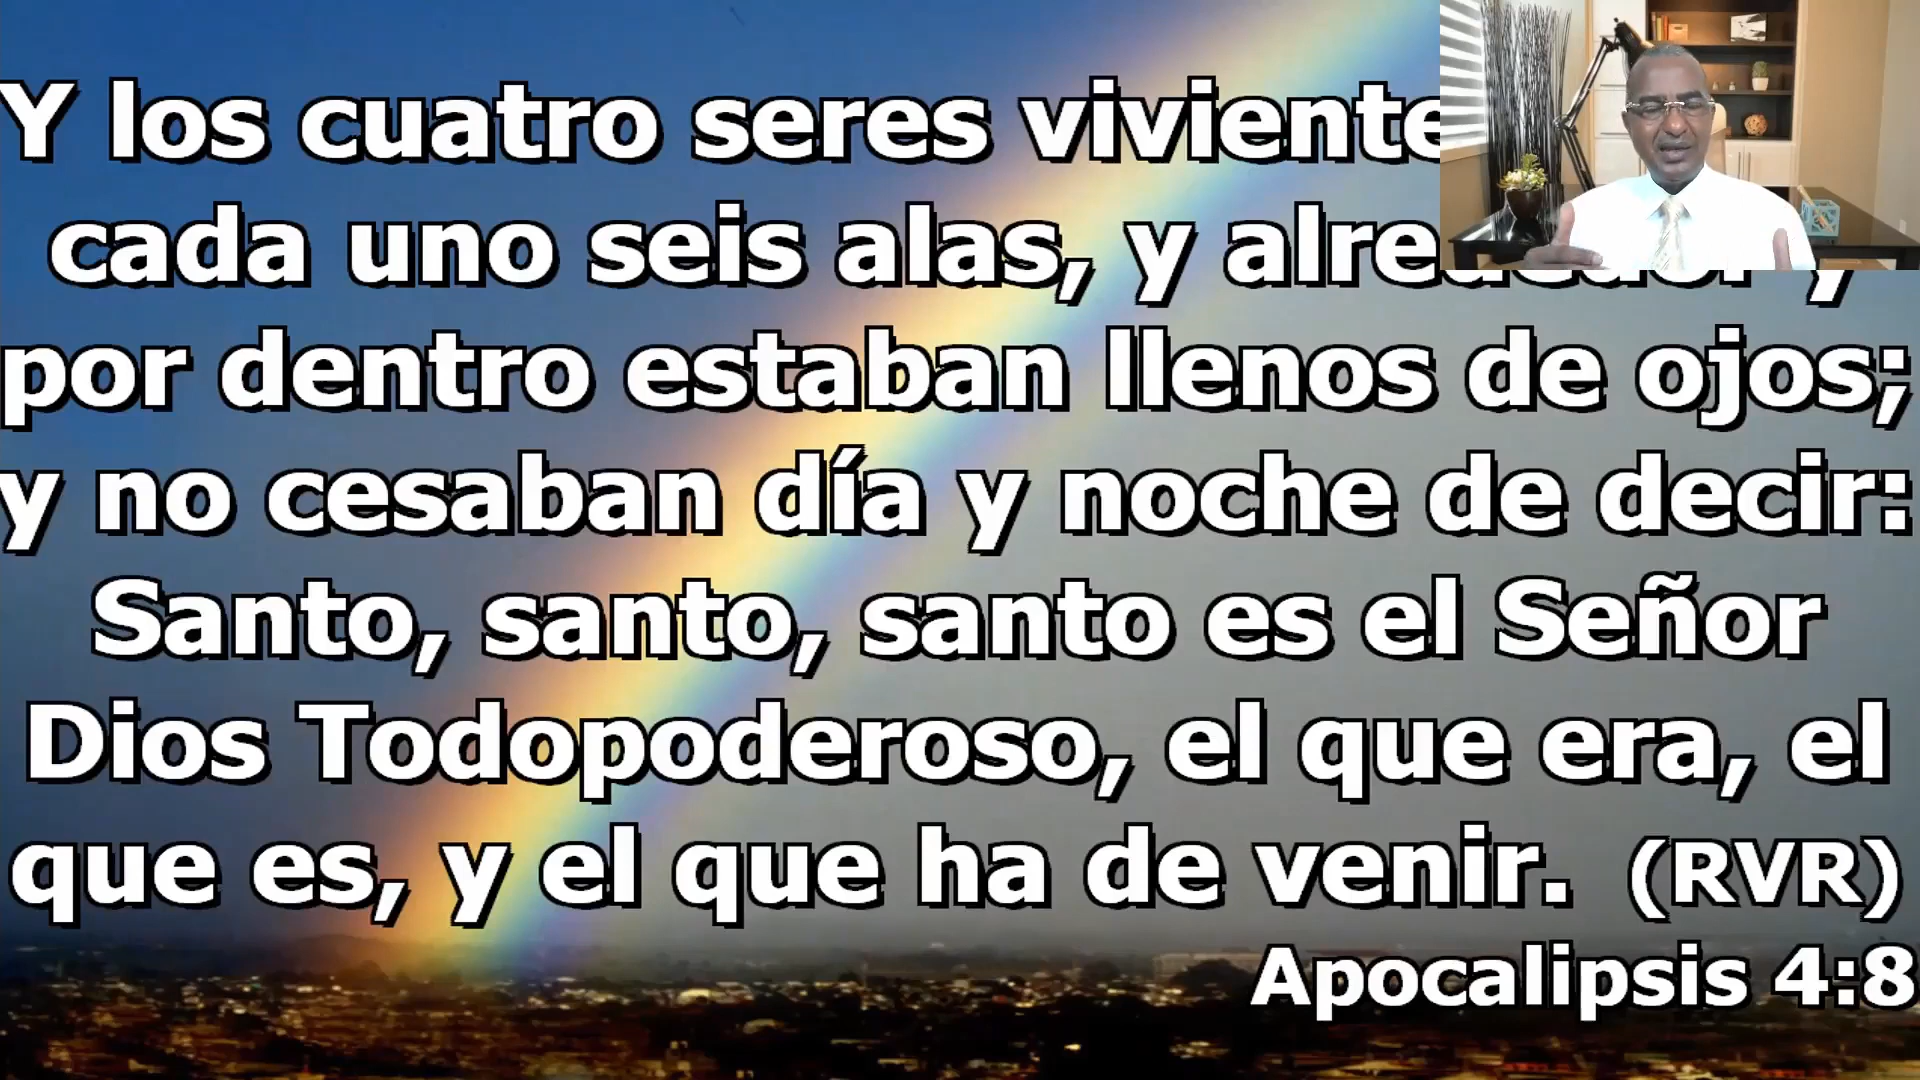 Y los cuatro seres viviente
cada uno seis alas, y alrededor y
por dentro estaban llenos de ojos;
y no cesaban día y noche de decir:
Santo, santo, santo es el Señor
Dios Todopoderoso, el que era, el
que es, y el que ha de venir. (RVR)
Apocalipsis 4:8